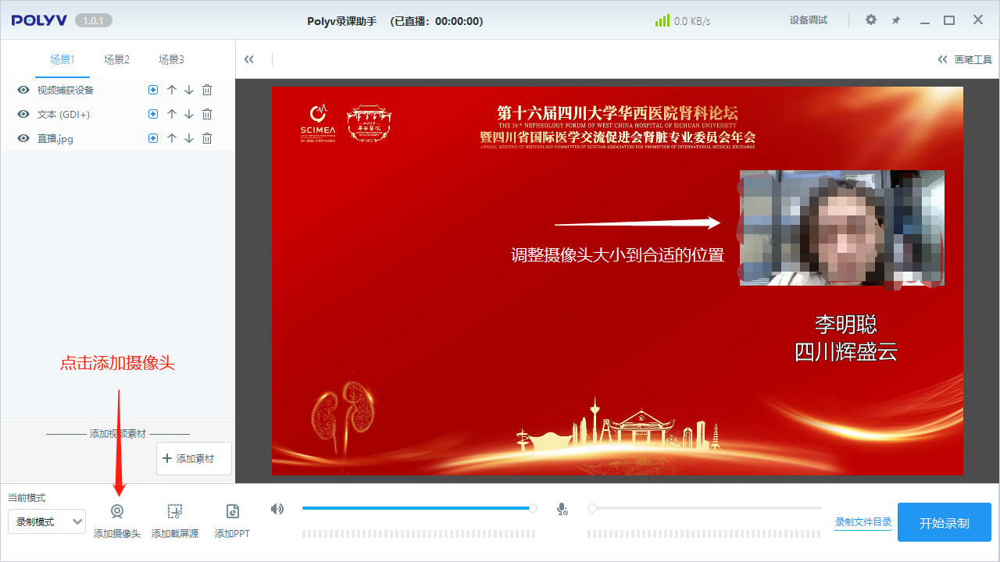 POLYV 1.0.1
Polyv录课助手 (已直播: 00:00:00)
0.0 KB/s
设备调试
场景1 场景2 场景3
画笔工具
视频捕获设备
文本 (GDI+)
直播.jpg
SCIMEA
华西医院
1892
第十六届四川大学华西医院肾科论坛
THE 16th NEPHROLOGY FORUM OF WEST CHINA HOSPITAL OF SICHUAN UNIVERSITY
暨四川省国际医学交流促进会肾脏专业委员会年会
ANNUAL MEETING OF NEPHROLOGY COMMITTEE OF SICHUAN ASSOCIATION FOR PROMOTION OF INTERNATIONAL MEDICAL EXCHANGE
调整摄像头大小到合适的位置
李明聪
四川辉盛云
点击添加摄像头
添加视频素材
添加素材
当前模式
录制模式
添加摄像头 添加截屏源 添加PPT
录制文件目录
开始录制